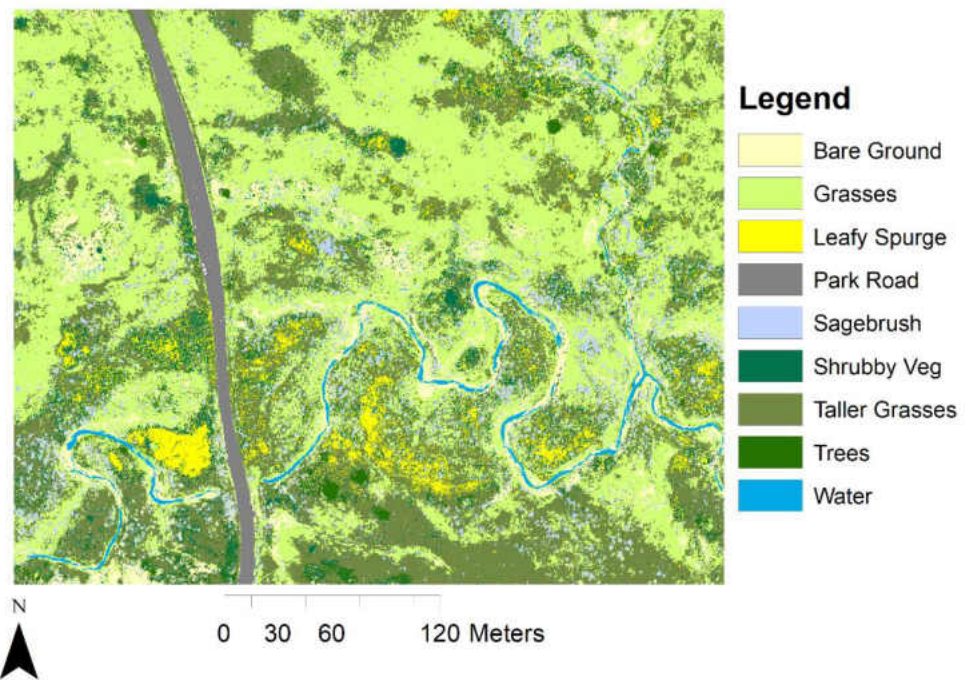 Legend
Bare Ground
Grasses
Leafy Spurge
Park Road
Sagebrush
Shrubby Veg
Taller Grasses
Trees
Water
N
0 30 60 120 Meters